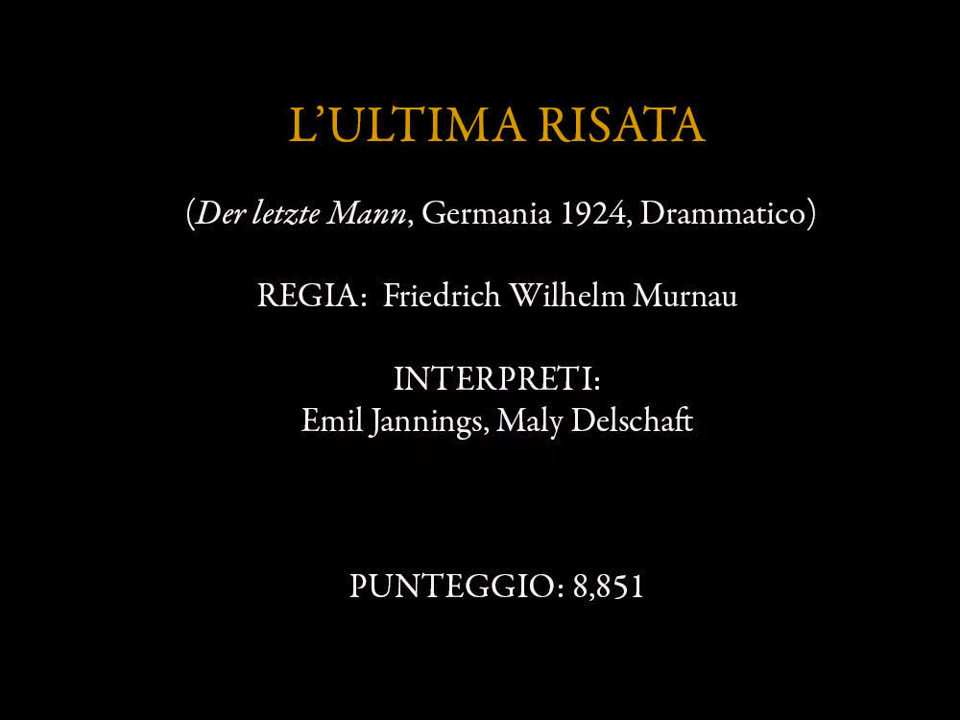 L’ULTIMA RISATA
(Der letzte Mann, Germania 1924, Drammatico)
REGIA: Friedrich Wilhelm Murnau
INTERPRETI:
Emil Jannings, Maly Delschaft
PUNTEGGIO: 8,851